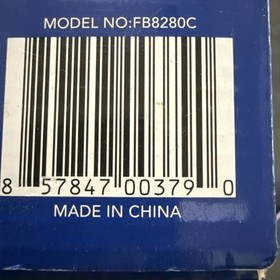 MODEL NO:FB8280C
8 57847 00379 0
MADE IN CHINA